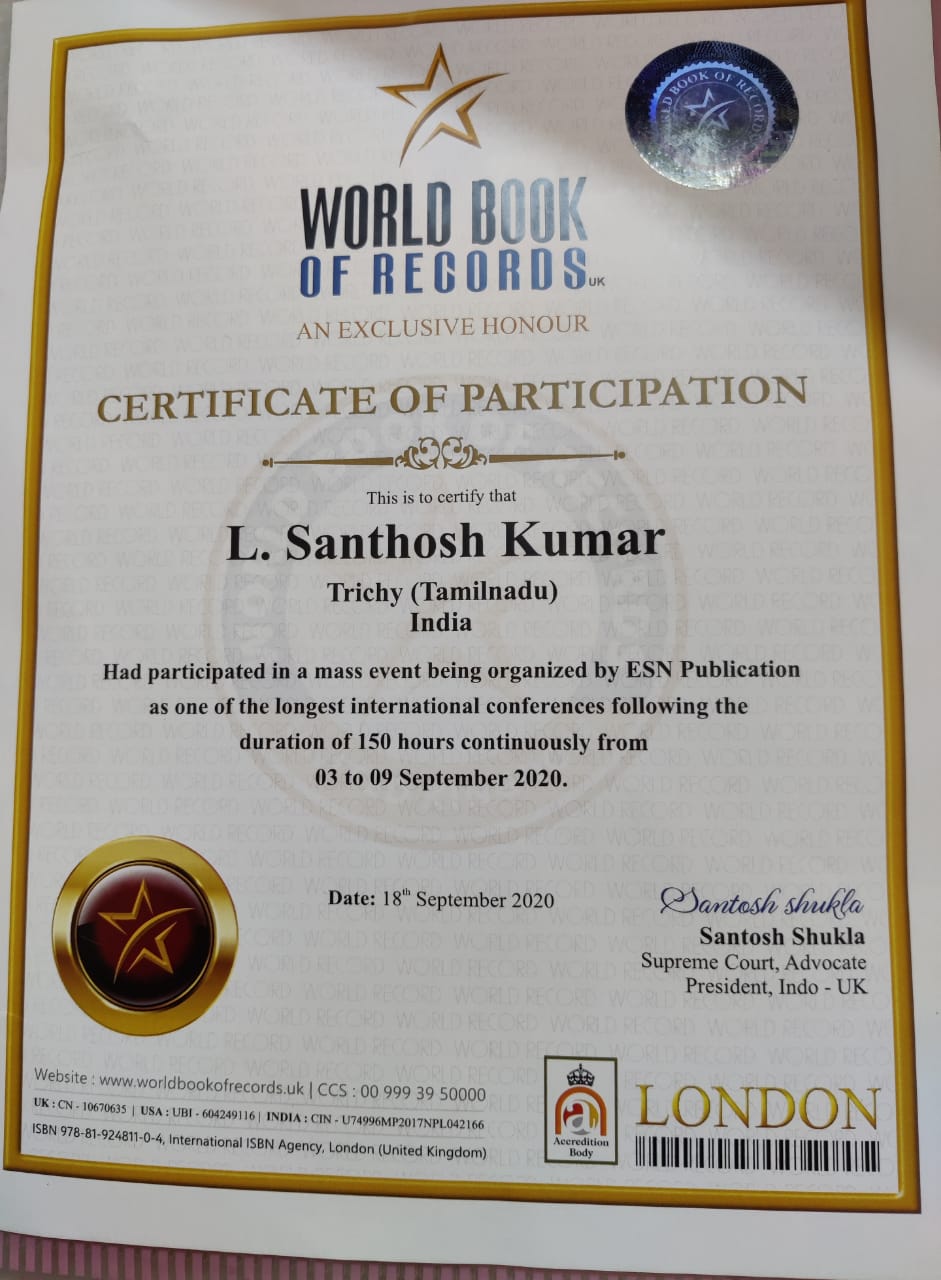 WORLD BOOK OF RECORDS
WORLD BOOK
OF RECORDS UK
AN EXCLUSIVE HONOUR
CERTIFICATE OF PARTICIPATION
This is to certify that
L. Santhosh Kumar
Trichy (Tamilnadu)
India
Had participated in a mass event being organized by ESN Publication
as one of the longest international conferences following the
duration of 150 hours continuously from
03 to 09 September 2020.
Date: 18th September 2020
Santosh shukla
Santosh Shukla
Supreme Court, Advocate
President, Indo - UK
Website : www.worldbookofrecords.uk | CCS : 00 999 39 50000
UK : CN - 10670635 | USA : UBI - 604249116 | INDIA : CIN - U74996MP2017NPL042166
ISBN 978-81-924811-0-4, International ISBN Agency, London (United Kingdom)
Accredition
Body
LONDON